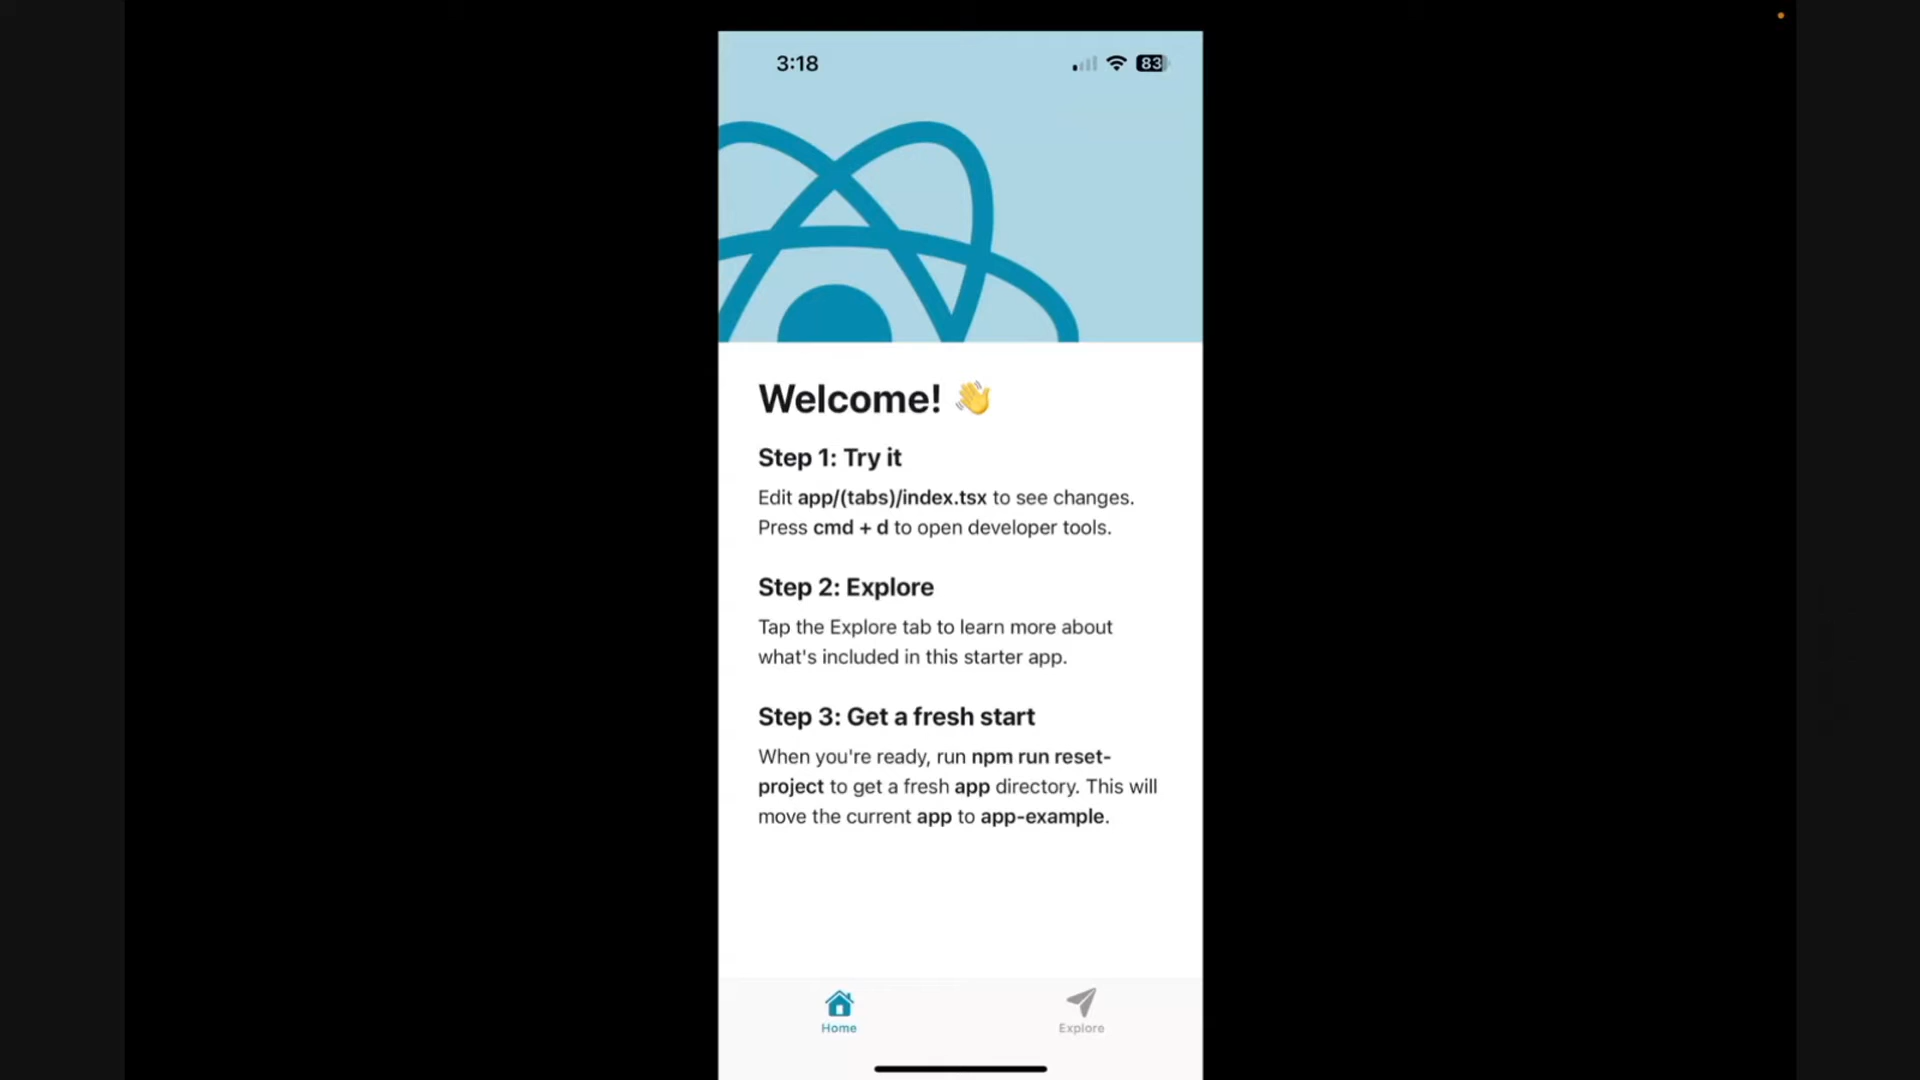 3:18
83
Welcome! 👋
Step 1: Try it
Edit app/(tabs)/index.tsx to see changes.
Press cmd + d to open developer tools.
Step 2: Explore
Tap the Explore tab to learn more about
what's included in this starter app.
Step 3: Get a fresh start
When you're ready, run npm run reset-
project to get a fresh app directory. This will
move the current app to app-example.
Home
Explore